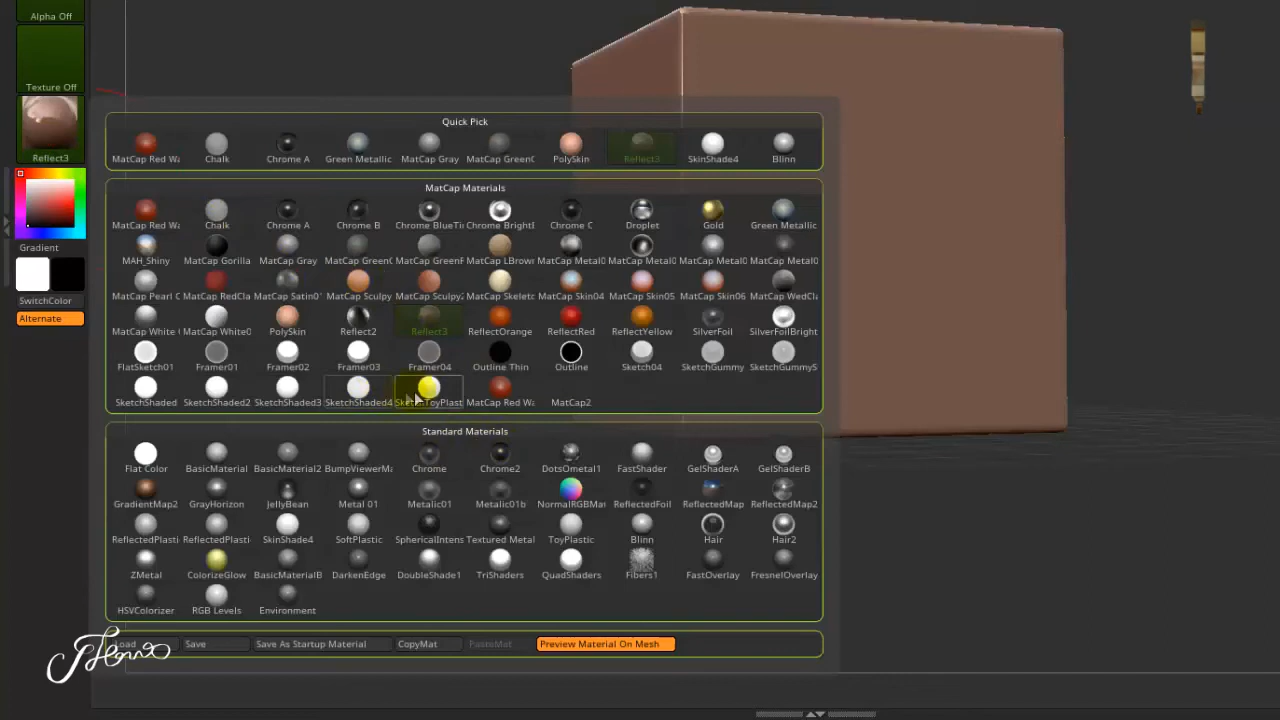 Alpha Off
Texture Off
Reflect3
Gradient
SwitchColor
Alternate
Quick Pick
MatCap Red Wa Chalk Chrome A Green Metallic MatCap Gray MatCap GreenC PolySkin Reflect3 SkinShade4 Blinn
MatCap Materials
MatCap Red Wa Chalk Chrome A Chrome B Chrome BlueTi Chrome BrightI Chrome C Droplet Gold Green Metallic
MAH_Shiny MatCap Gorilla MatCap Gray MatCap GreenC MatCap GreenF MatCap LBrow MatCap Metal0 MatCap Metal0 MatCap Metal0 MatCap Metal0
MatCap Pearl C MatCap RedCla MatCap Satin01 MatCap Sculpy MatCap Sculpy2 MatCap Skelet MatCap Skin04 MatCap Skin05 MatCap Skin06 MatCap WedCla
MatCap White MatCap White0 PolySkin Reflect2 Reflect3 ReflectOrange ReflectRed ReflectYellow SilverFoil SilverFoilBright
FlatSketch01 Framer01 Framer02 Framer03 Framer04 Outline Thin Outline Sketch04 SketchGummy SketchGummyS
SketchShaded SketchShaded2 SketchShaded3 SketchShaded4 SketchToyPlast MatCap Red Wa MatCap2
Standard Materials
Flat Color BasicMaterial BasicMaterial2 BumpViewerMa Chrome Chrome2 DotsOmetal1 FastShader GelShaderA GelShaderB
GradientMap2 GrayHorizon JellyBean Metal 01 Metalic01 Metalic01b NormalRGBMat ReflectedFoil ReflectedMap ReflectedMap2
ReflectedPlasti ReflectedPlasti SkinShade4 SoftPlastic SphericalIntens Textured Metal ToyPlastic Blinn Hair Hair2
ZMetal ColorizeGlow BasicMaterialB DarkenEdge DoubleShade1 TriShaders QuadShaders Fibers1 FastOverlay FresnelOverlay
HSVColorizer RGB Levels Environment
Load Save Save As Startup Material CopyMat PasteMat Preview Material On Mesh